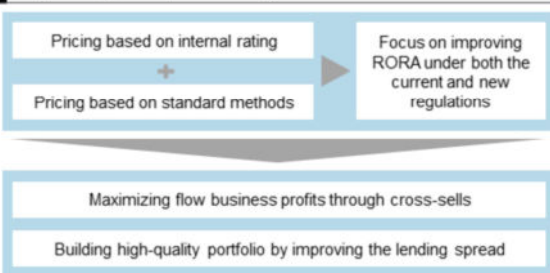 Pricing based on internal rating
+
Pricing based on standard methods
Focus on improving
RORA under both the
current and new
regulations
Maximizing flow business profits through cross-sells
Building high-quality portfolio by improving the lending spread